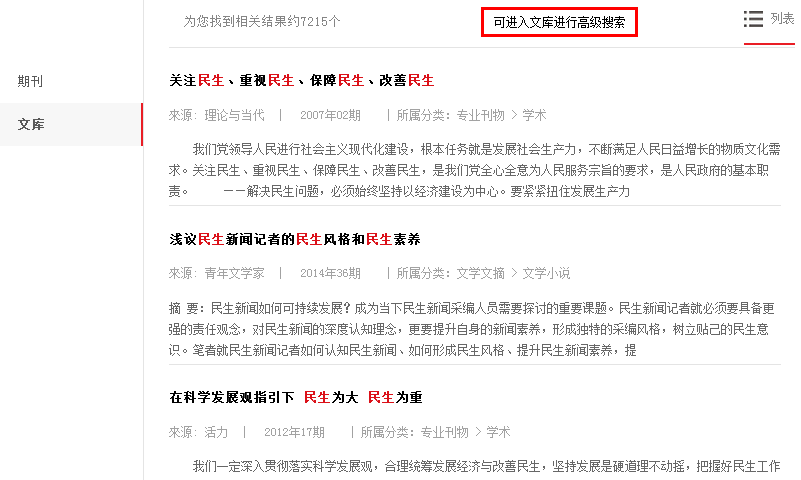 为您找到相关结果约7215个
可进入文库进行高级搜索
列表
期刊
文库
关注民生、重视民生、保障民生、改善民生
来源: 理论与当代 | 2007年02期 | 所属分类: 专业刊物 > 学术
我们党领导人民进行社会主义现代化建设，根本任务就是发展社会生产力，不断满足人民日益增长的物质文化需
求。关注民生、重视民生、保障民生、改善民生，是我们党全心全意为人民服务宗旨的要求，是人民政府的基本职
责。 ——解决民生问题，必须始终坚持以经济建设为中心。要紧紧扭住发展生产力
浅议民生新闻记者的民生风格和民生素养
来源: 青年文学家 | 2014年36期 | 所属分类: 文学文摘 > 文学小说
摘 要：民生新闻如何可持续发展？成为当下民生新闻采编人员需要探讨的重要课题。民生新闻记者就必须要具备更
强的责任观念，对民生新闻的深度认知理念，更要提升自身的新闻素养，形成独特的采编风格，树立贴己的民生意
识。笔者就民生新闻记者如何认知民生新闻、如何形成民生风格、提升民生新闻素养，提
在科学发展观指引下 民生为大 民生为重
来源: 活力 | 2012年17期 | 所属分类: 专业刊物 > 学术
我们一定深入贯彻落实科学发展观，合理统筹发展经济与改善民生，坚持发展是硬道理不动摇，把握好民生工作